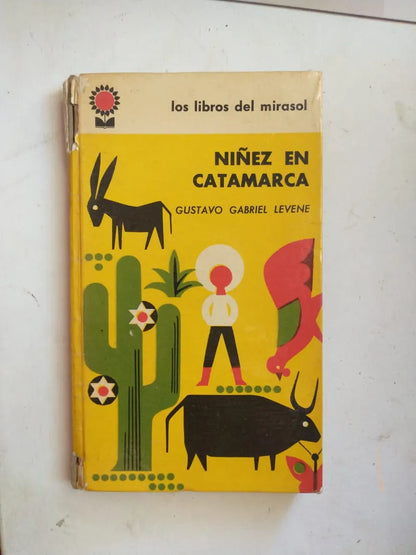 los libros del mirasol
NIÑEZ EN
CATAMARCA
GUSTAVO GABRIEL LEVENE